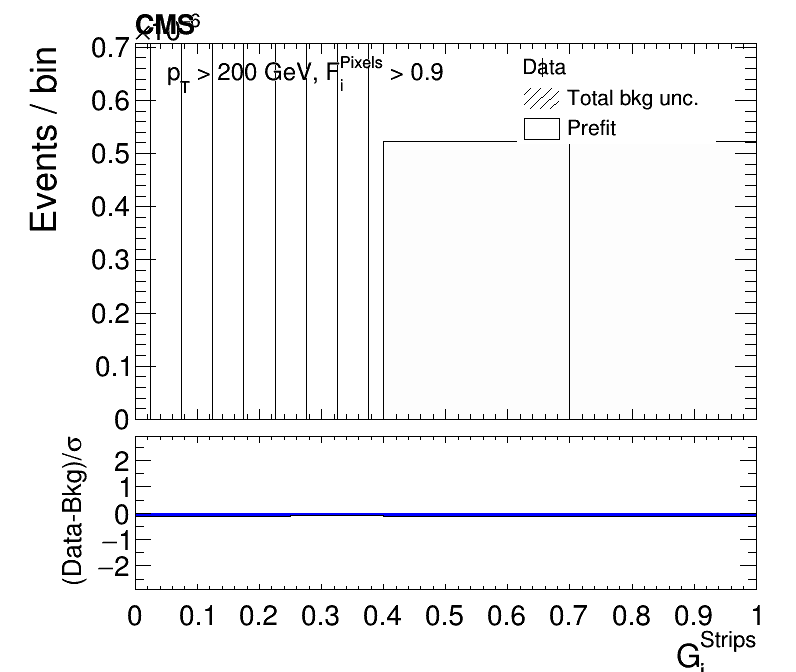 CMS
×10⁻⁶
p_T > 200 GeV, F_i^Pixels > 0.9
Data
Total bkg unc.
Prefit
Events / bin
0.7
0.6
0.5
0.4
0.3
0.2
0.1
0
(Data-Bkg)/σ
2
1
0
−1
−2
0 0.1 0.2 0.3 0.4 0.5 0.6 0.7 0.8 0.9 1
G_i^Strips